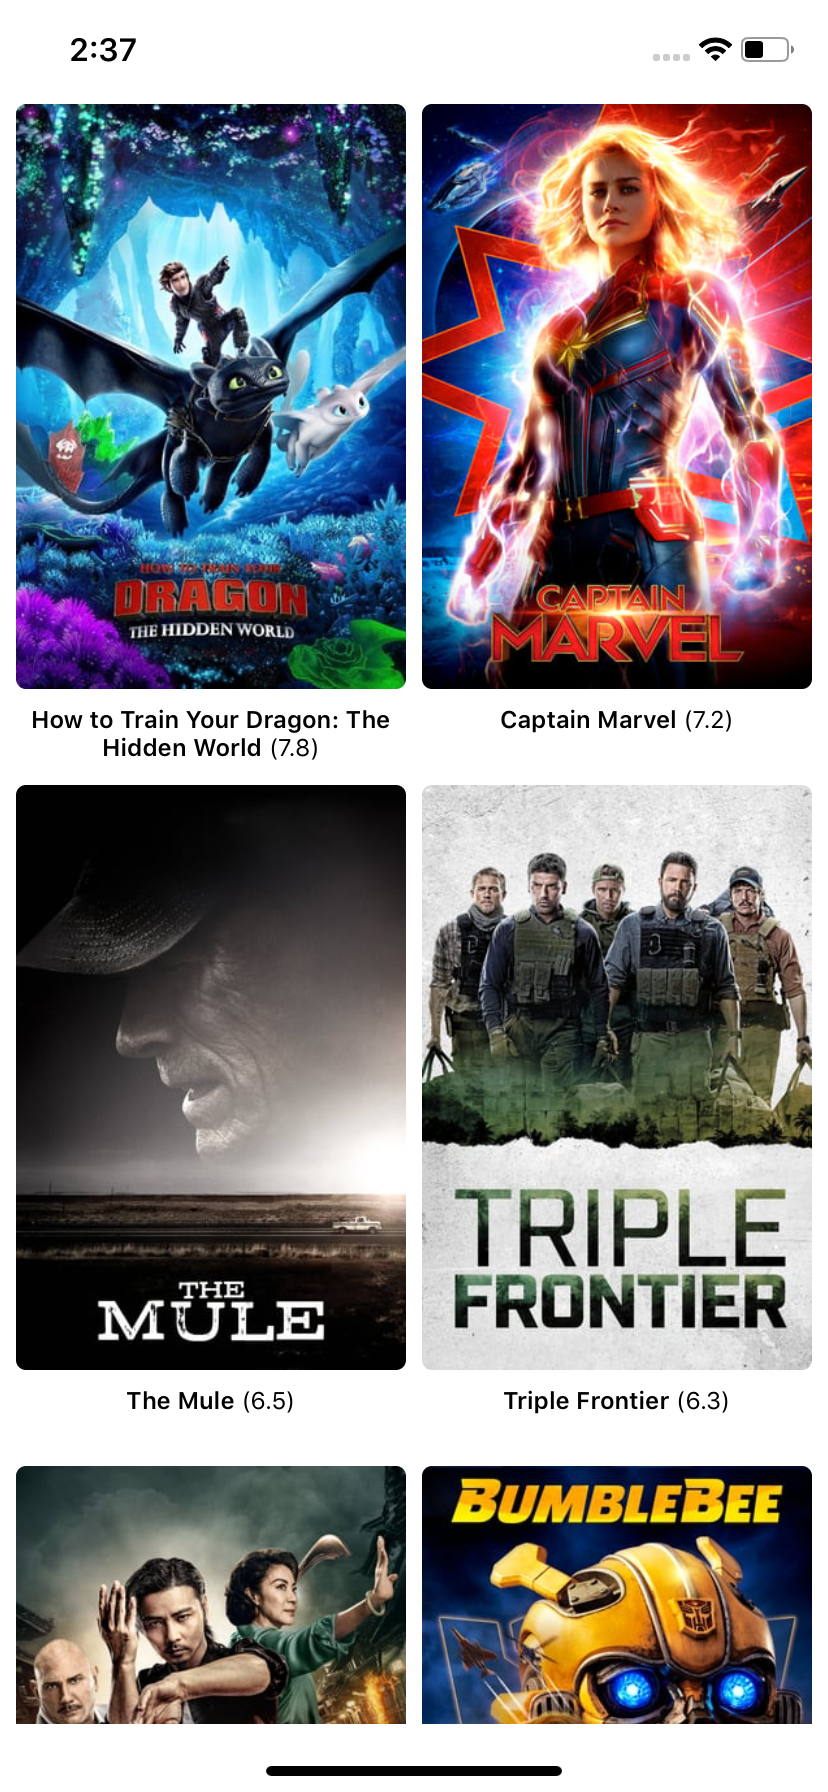 2:37
HOW TO TRAIN YOUR
DRAGON
THE HIDDEN WORLD
CAPTAIN
MARVEL
How to Train Your Dragon: The
Hidden World (7.8)
Captain Marvel (7.2)
THE
MULE
TRIPLE
FRONTIER
The Mule (6.5)
Triple Frontier (6.3)
BUMBLEBEE